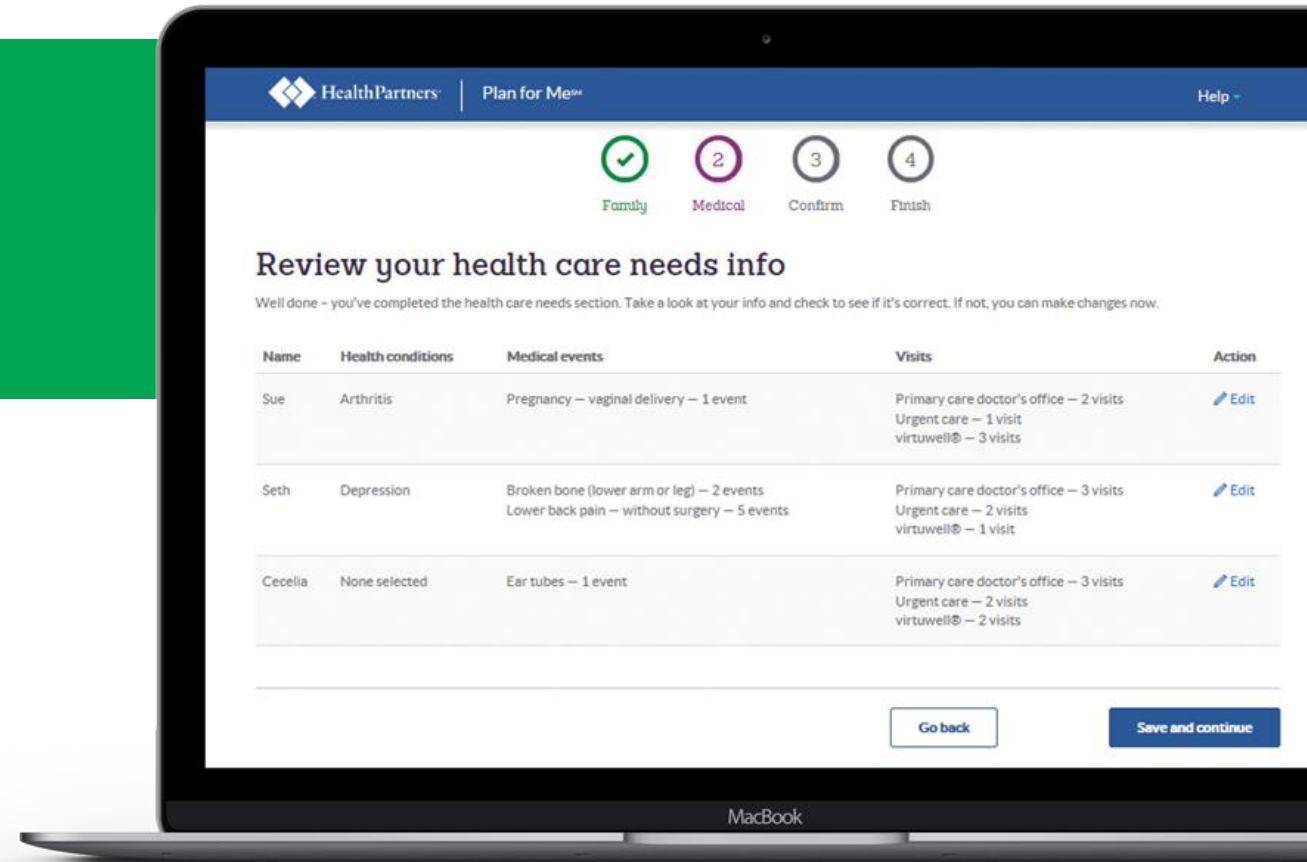 HealthPartners® Plan for Me℠ Help
2 3 4
Family Medical Confirm Finish
Review your health care needs info
Well done – you've completed the health care needs section. Take a look at your info and check to see if it's correct. If not, you can make changes now.
Name Health conditions Medical events Visits Action
Sue Arthritis Pregnancy — vaginal delivery — 1 event Primary care doctor's office — 2 visits Edit
Urgent care — 1 visit
virtuwell® — 3 visits
Seth Depression Broken bone (lower arm or leg) — 2 events Primary care doctor's office — 3 visits Edit
Lower back pain — without surgery — 5 events Urgent care — 2 visits
virtuwell® — 1 visit
Cecelia None selected Ear tubes — 1 event Primary care doctor's office — 3 visits Edit
Urgent care — 2 visits
virtuwell® — 2 visits
Go back Save and continue
MacBook